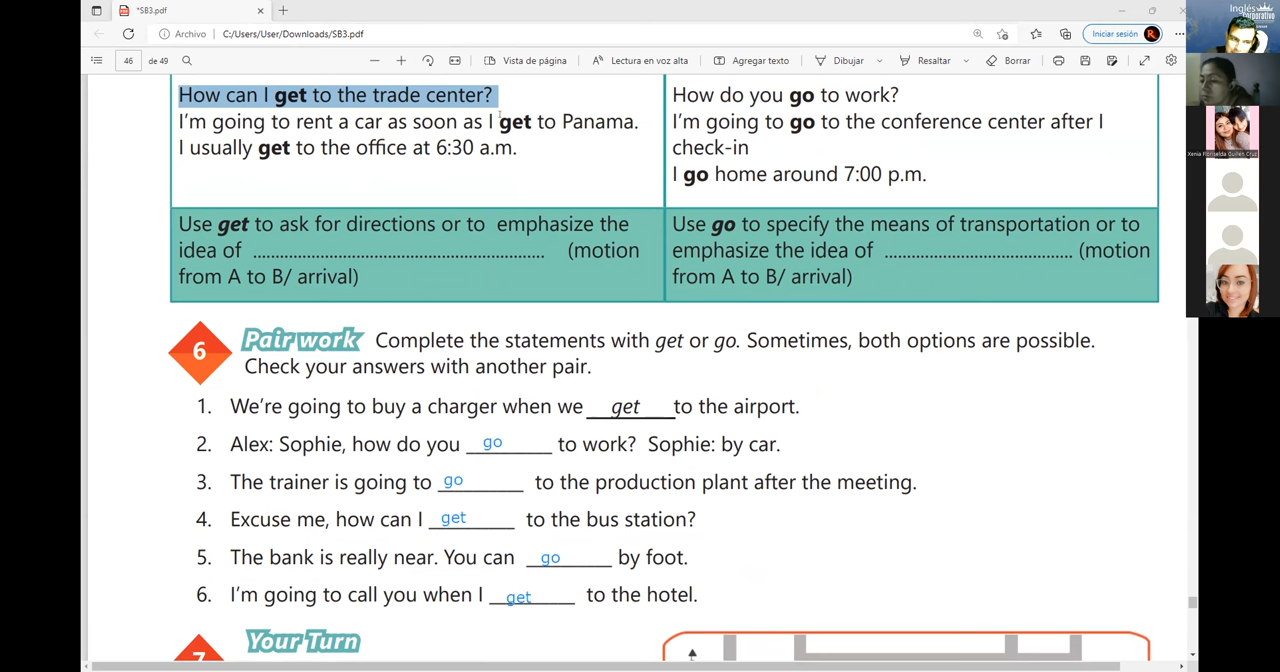 *SB3.pdf
Archivo
C:/Users/User/Downloads/SB3.pdf
Iniciar sesión
R
46
de 49
Vista de página
Lectura en voz alta
Agregar texto
Dibujar
Resaltar
Borrar
Inglés
Corporativo
Xenia Floriselda Guillén Cruz
How can I get to the trade center?
I'm going to rent a car as soon as I get to Panama.
I usually get to the office at 6:30 a.m.
How do you go to work?
I'm going to go to the conference center after I
check-in
I go home around 7:00 p.m.
Use get to ask for directions or to emphasize the
idea of ........................................................ (motion
from A to B/ arrival)
Use go to specify the means of transportation or to
emphasize the idea of .................................... (motion
from A to B/ arrival)
6
Pair work Complete the statements with get or go. Sometimes, both options are possible.
Check your answers with another pair.
1. We're going to buy a charger when we get to the airport.
2. Alex: Sophie, how do you go to work? Sophie: by car.
3. The trainer is going to go to the production plant after the meeting.
4. Excuse me, how can I get to the bus station?
5. The bank is really near. You can go by foot.
6. I'm going to call you when I get to the hotel.
7
Your Turn